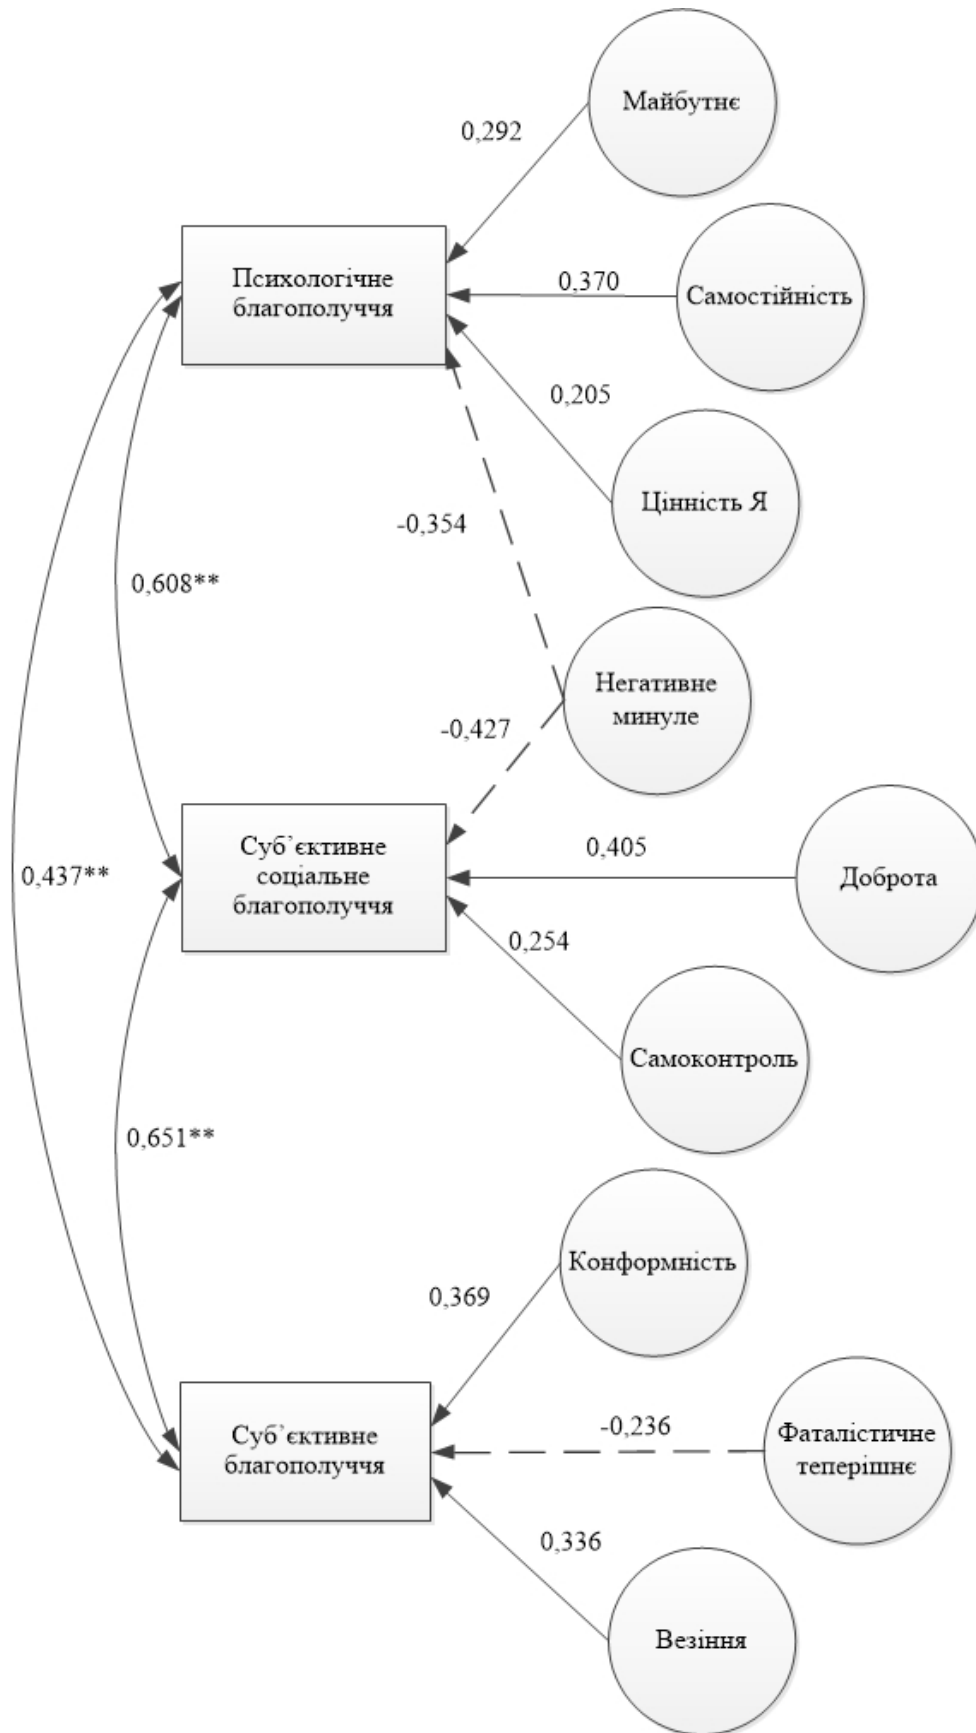 Майбутнє
0,292
Психологічне
благополуччя
0,370
Самостійність
0,205
Цінність Я
-0,354
0,608**
Негативне
минуле
-0,427
Суб’єктивне
соціальне
благополуччя
0,405
Доброта
0,437**
0,254
Самоконтроль
0,651**
Конформність
0,369
Суб’єктивне
благополуччя
-0,236
Фаталістичне
теперішнє
0,336
Везіння